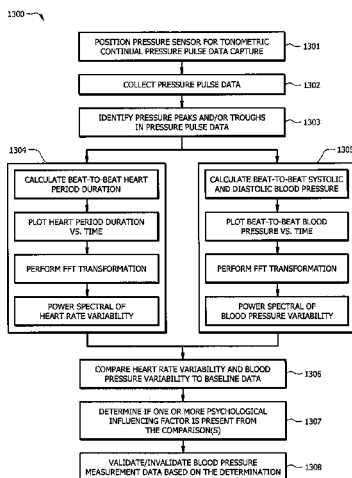 1300
POSITION PRESSURE SENSOR FOR TONOMETRIC
CONTINUAL PULSE DATA CAPTURE
1301
COLLECT PRESSURE PULSE DATA
1302
IDENTIFY PRESSURE PEAKS AND/OR TROUGHS
IN PRESSURE PULSE DATA
1303
1304
CALCULATE BEAT-TO-BEAT HEART
PERIOD DURATION
PLOT HEART PERIOD DURATION
VS. TIME
PERFORM FFT TRANSFORMATION
POWER SPECTRAL OF
HEART RATE VARIABILITY
1305
CALCULATE BEAT-TO-BEAT SYSTOLIC
AND DIASTOLIC BLOOD PRESSURE
PLOT BEAT-TO-BEAT BLOOD
PRESSURE VS. TIME
PERFORM FFT TRANSFORMATION
POWER SPECTRAL OF
BLOOD PRESSURE VARIABILITY
COMPARE HEART RATE VARIABILITY AND BLOOD
PRESSURE VARIABILITY TO BASELINE DATA
1306
DETERMINE IF ONE OR MORE PSYCHOLOGICAL
INFLUENCING FACTOR IS PRESENT FROM
THE COMPARISON(S)
1307
VALIDATE/INVALIDATE BLOOD PRESSURE
MEASUREMENT DATA BASED ON THE DETERMINATION
1308